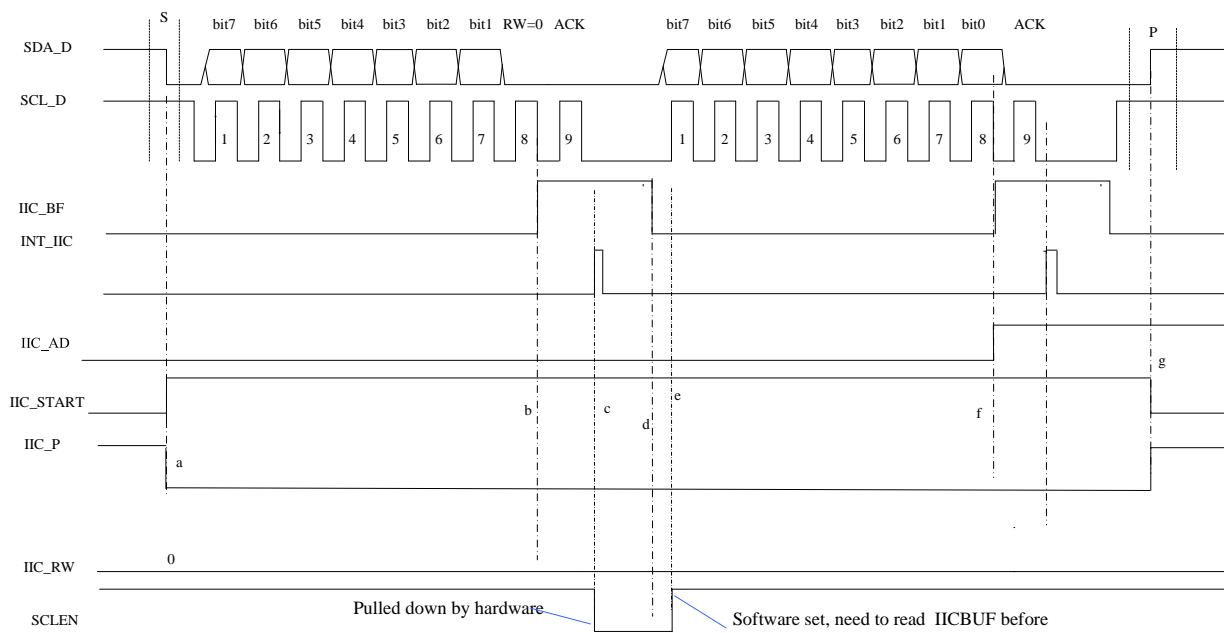 S bit7 bit6 bit5 bit4 bit3 bit2 bit1 RW=0 ACK bit7 bit6 bit5 bit4 bit3 bit2 bit1 bit0 ACK P
SDA_D
SCL_D
1 2 3 4 5 6 7 8 9 1 2 3 4 5 6 7 8 9
IIC_BF
INT_IIC
IIC_AD
g
IIC_START
b c d e f
IIC_P
a
0
IIC_RW
SCLEN
Pulled down by hardware
Software set, need to read IICBUF before